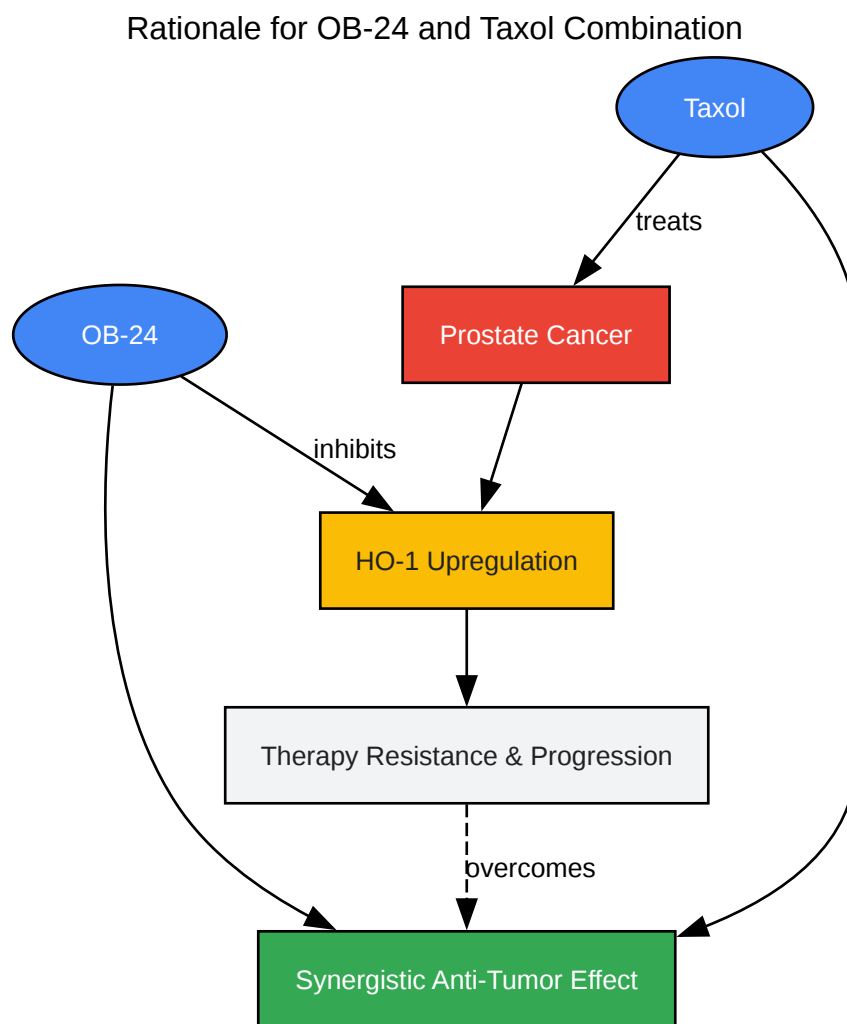 Rationale for OB-24 and Taxol Combination
Taxol
treats
OB-24
Prostate Cancer
inhibits
HO-1 Upregulation
Therapy Resistance & Progression
overcomes
Synergistic Anti-Tumor Effect